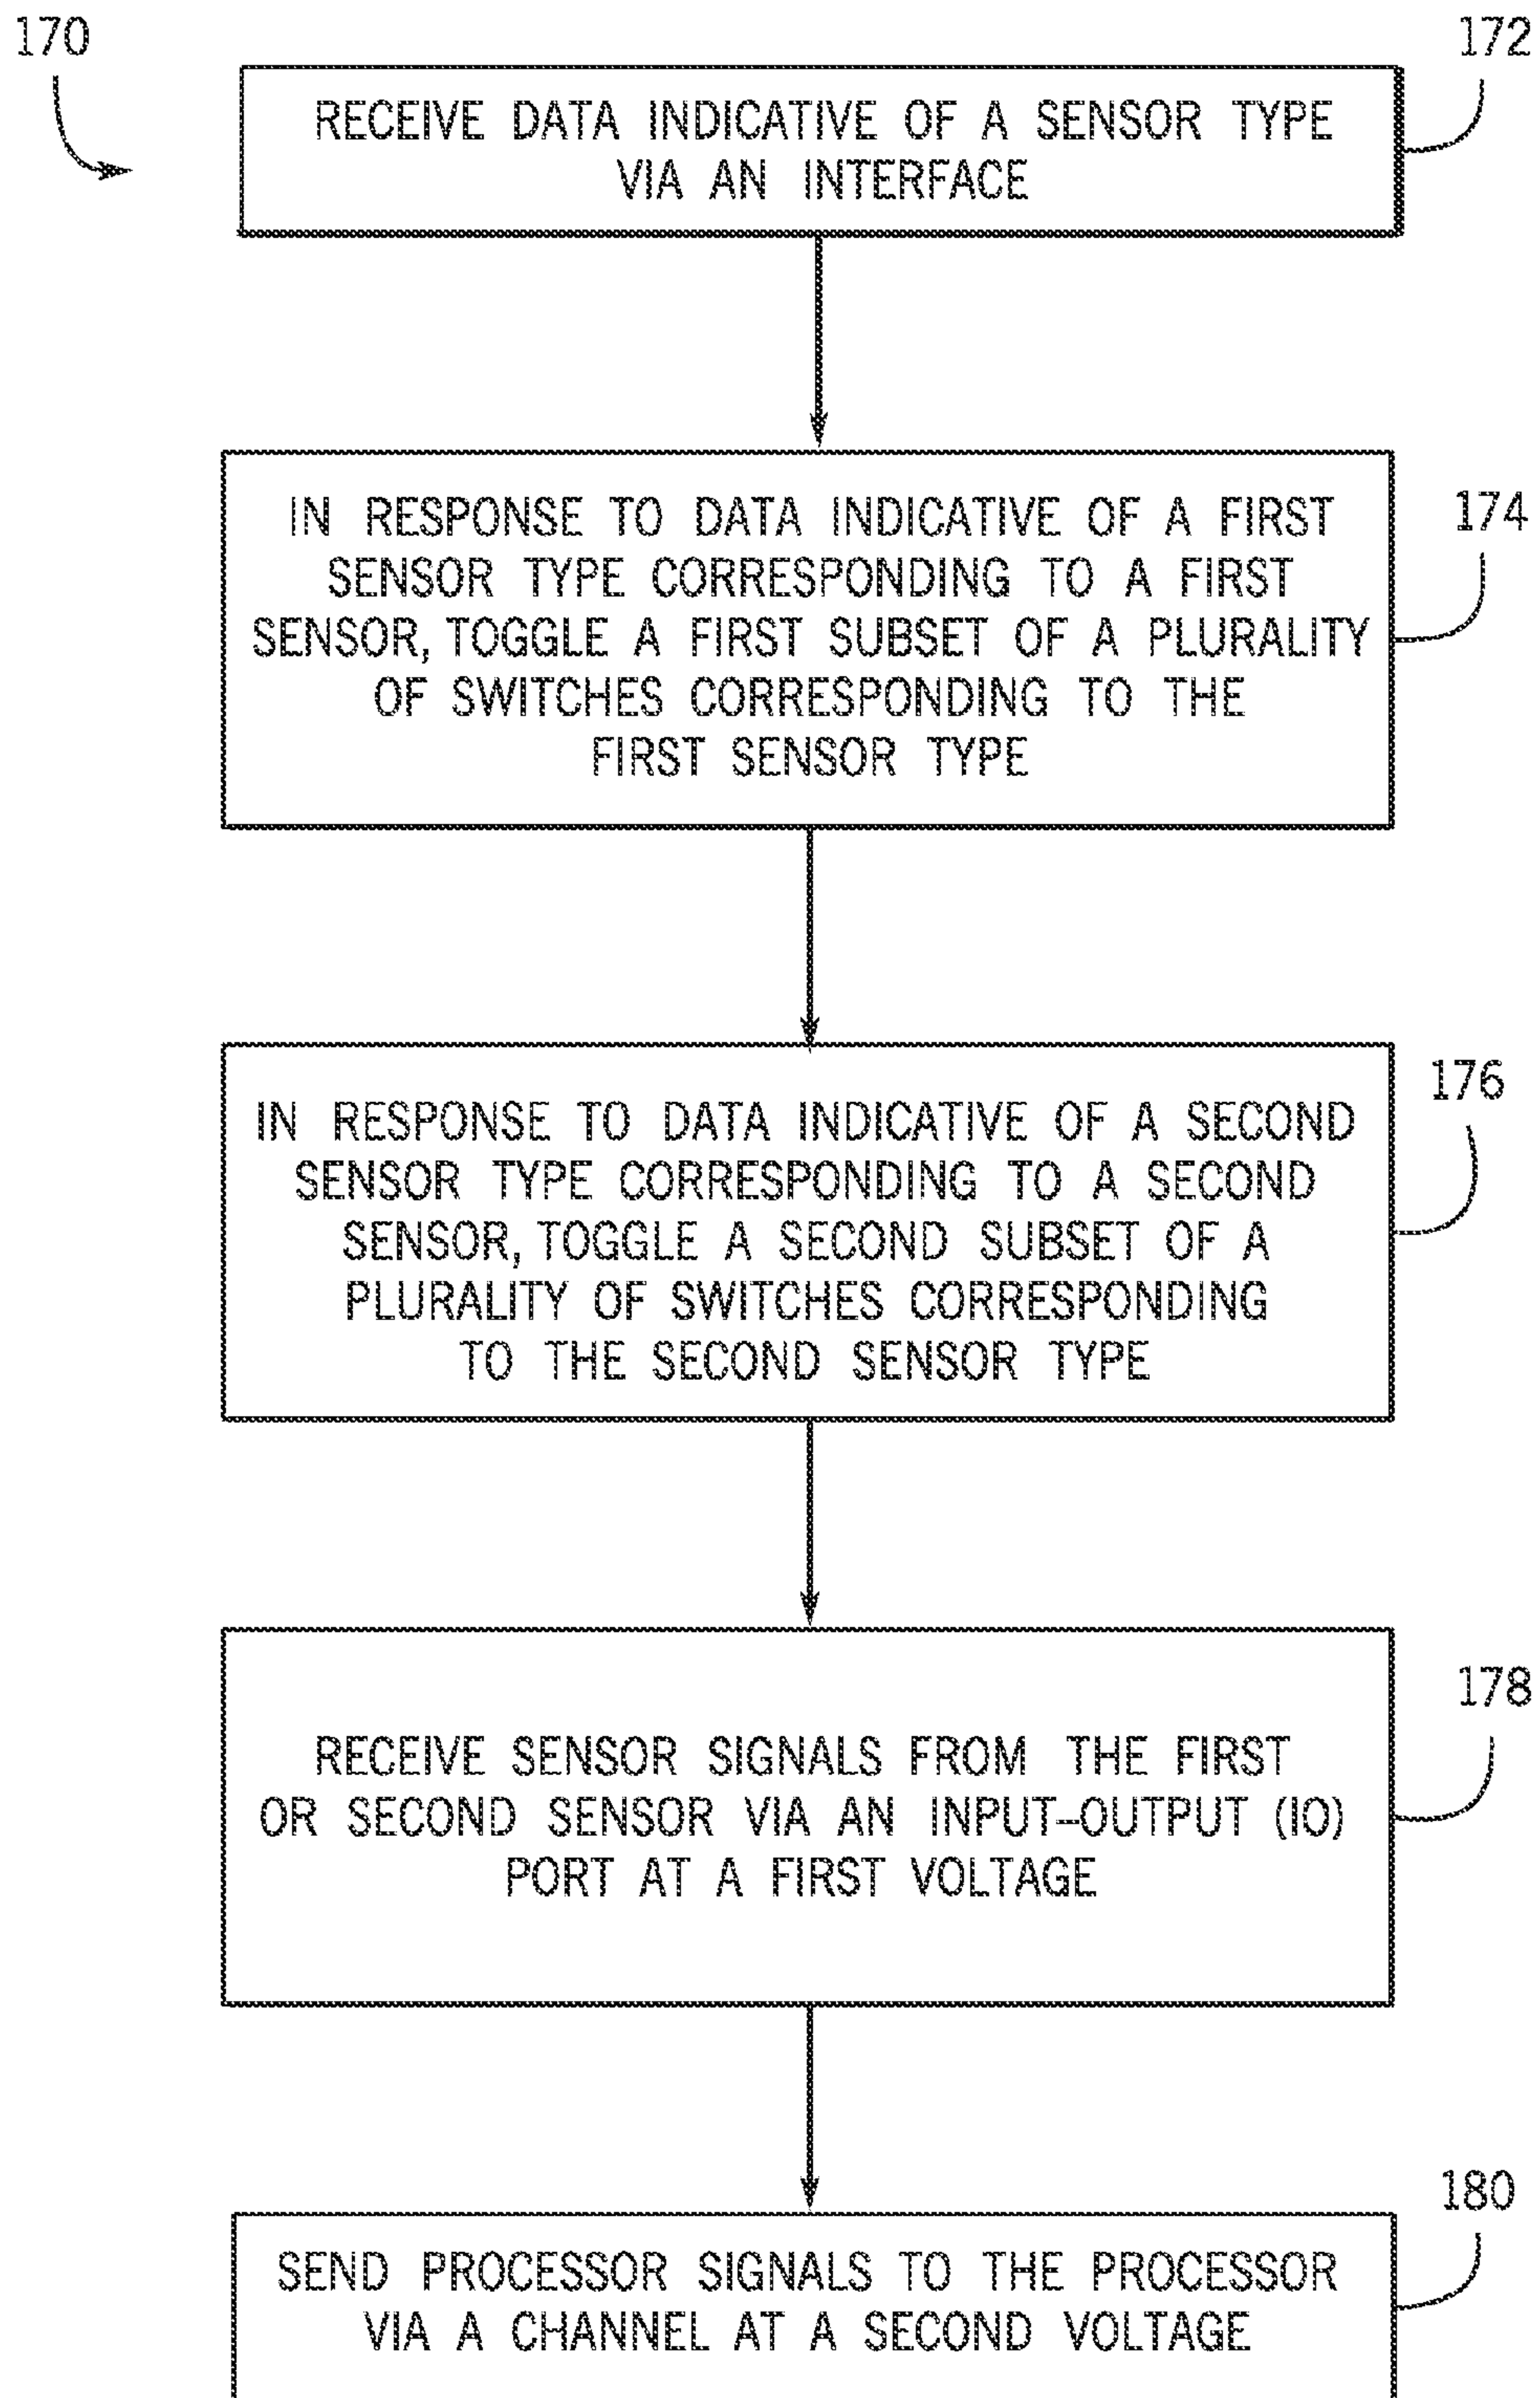 170
172
RECEIVE DATA INDICATIVE OF A SENSOR TYPE
VIA AN INTERFACE
174
IN RESPONSE TO DATA INDICATIVE OF A FIRST
SENSOR TYPE CORRESPONDING TO A FIRST
SENSOR, TOGGLE A FIRST SUBSET OF A PLURALITY
OF SWITCHES CORRESPONDING TO THE
FIRST SENSOR TYPE
176
IN RESPONSE TO DATA INDICATIVE OF A SECOND
SENSOR TYPE CORRESPONDING TO A SECOND
SENSOR, TOGGLE A SECOND SUBSET OF A
PLURALITY OF SWITCHES CORRESPONDING
TO THE SECOND SENSOR TYPE
178
RECEIVE SENSOR SIGNALS FROM THE FIRST
OR SECOND SENSOR VIA AN INPUT–OUTPUT (IO)
PORT AT A FIRST VOLTAGE
180
SEND PROCESSOR SIGNALS TO THE PROCESSOR
VIA A CHANNEL AT A SECOND VOLTAGE